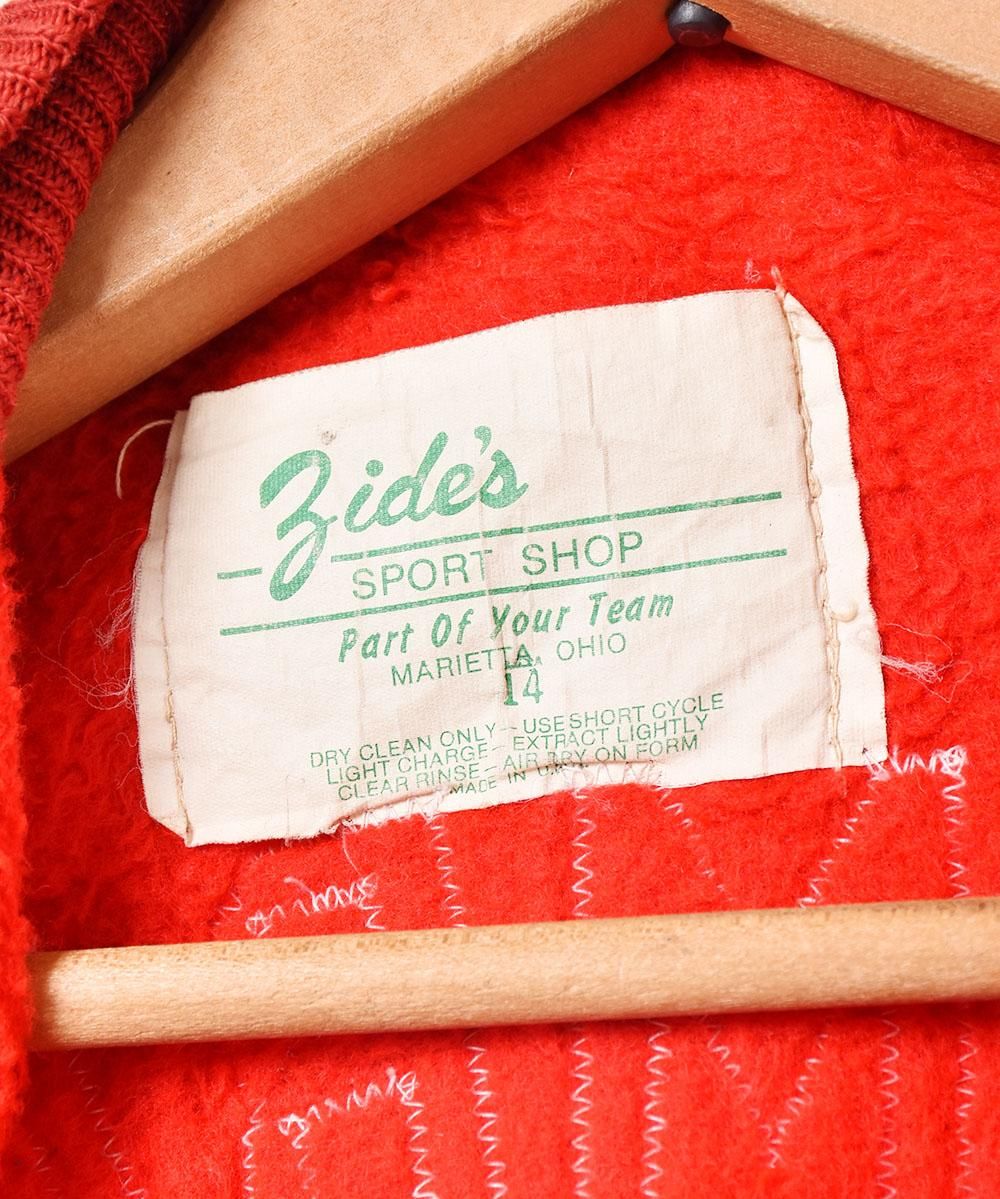 Zide's
SPORT SHOP
Part Of Your Team
MARIETTA, OHIO
14
DRY CLEAN ONLY - USE SHORT CYCLE
LIGHT CHARGE - EXTRACT LIGHTLY
CLEAR RINSE - AIR DRY ON FORM
MADE IN